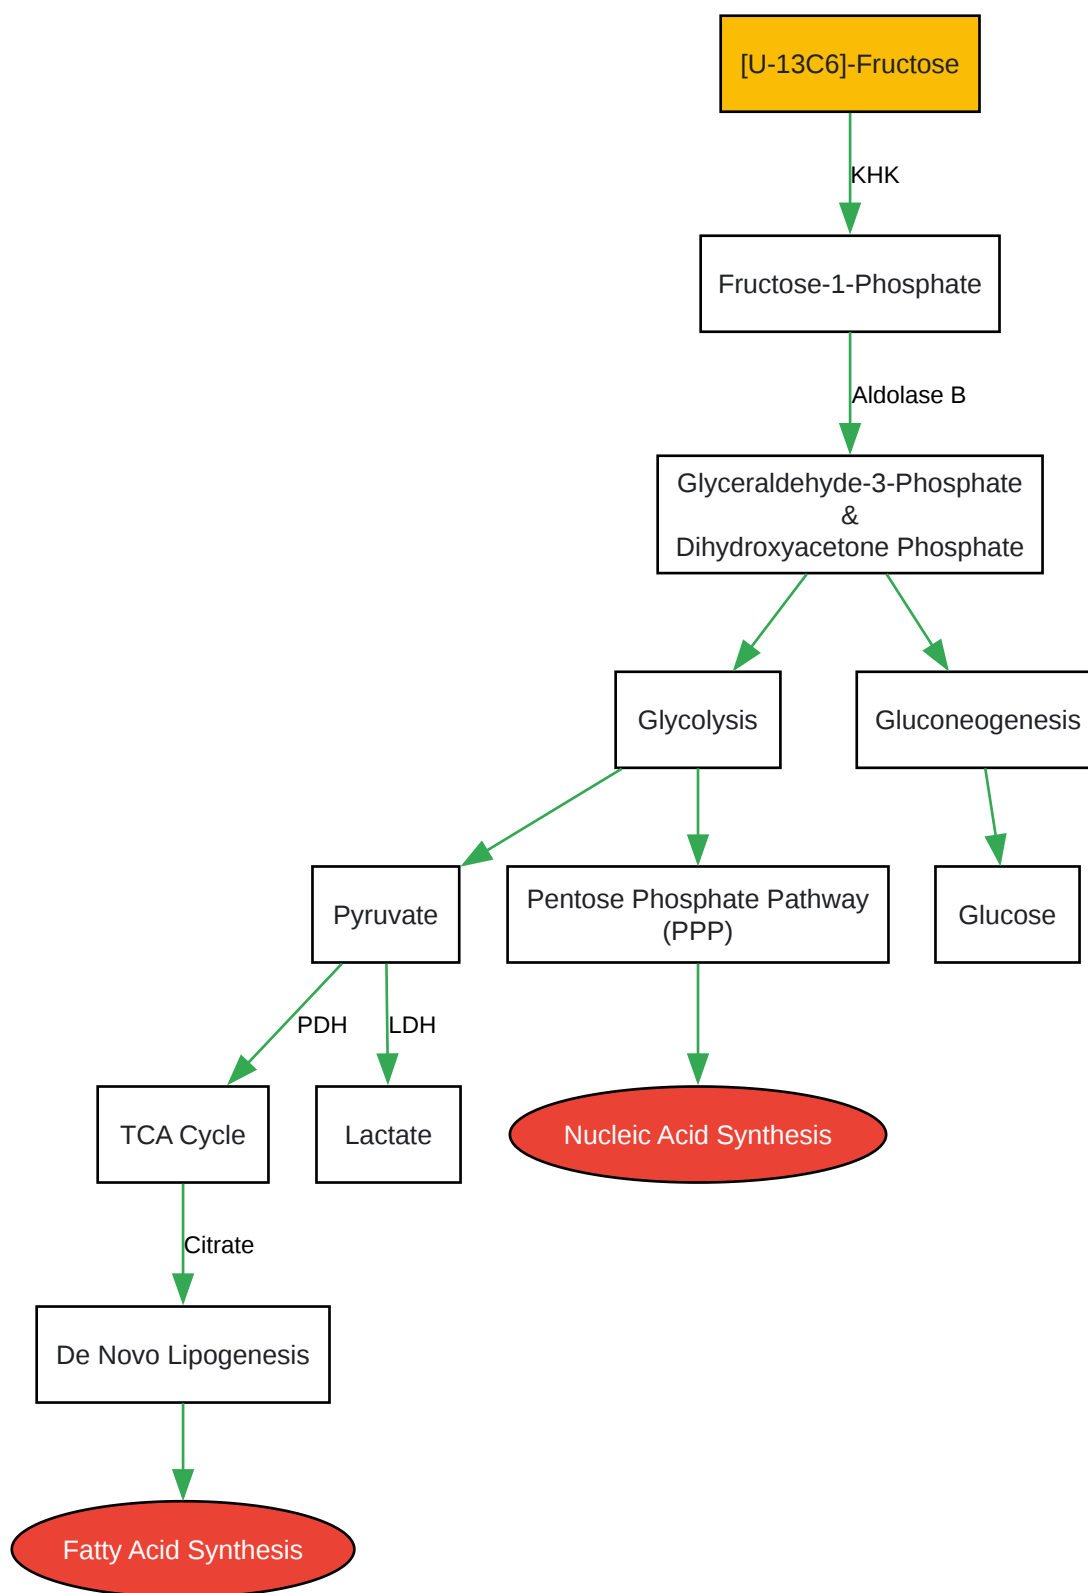 [U-13C6]-Fructose
KHK
Fructose-1-Phosphate
Aldolase B
Glyceraldehyde-3-Phosphate
&
Dihydroxyacetone Phosphate
Glycolysis
Gluconeogenesis
Pyruvate
Pentose Phosphate Pathway
(PPP)
Glucose
PDH
LDH
TCA Cycle
Lactate
Nucleic Acid Synthesis
Citrate
De Novo Lipogenesis
Fatty Acid Synthesis